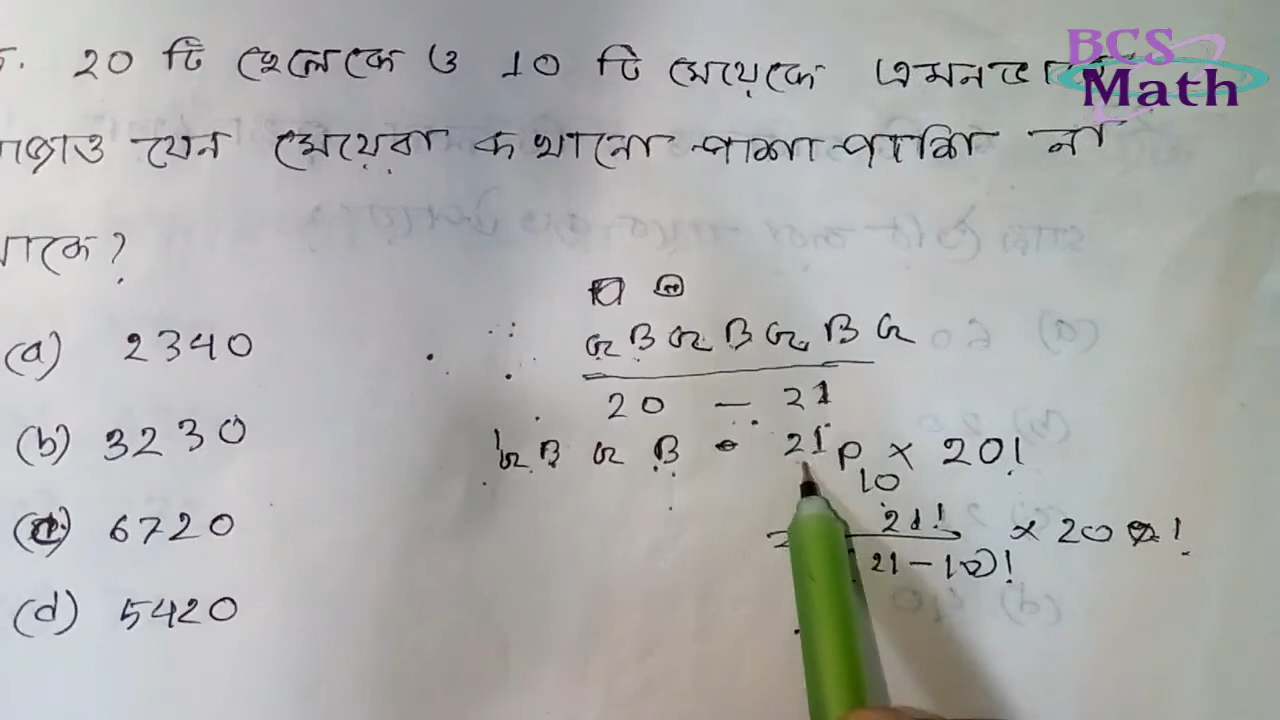 20 টি ছেলেকে ও 10 টি মেয়েকে এমনভাবে
সাজাও যেন মেয়েরা কখনো পাশাপাশি না
থাকে?
(a) 2340
(b) 3230
(c) 6720
(d) 5420
G B G B G B G
20 — 21
G B G B - 21P10 × 20!
21!
21-10)! × 20!
BCS
Math